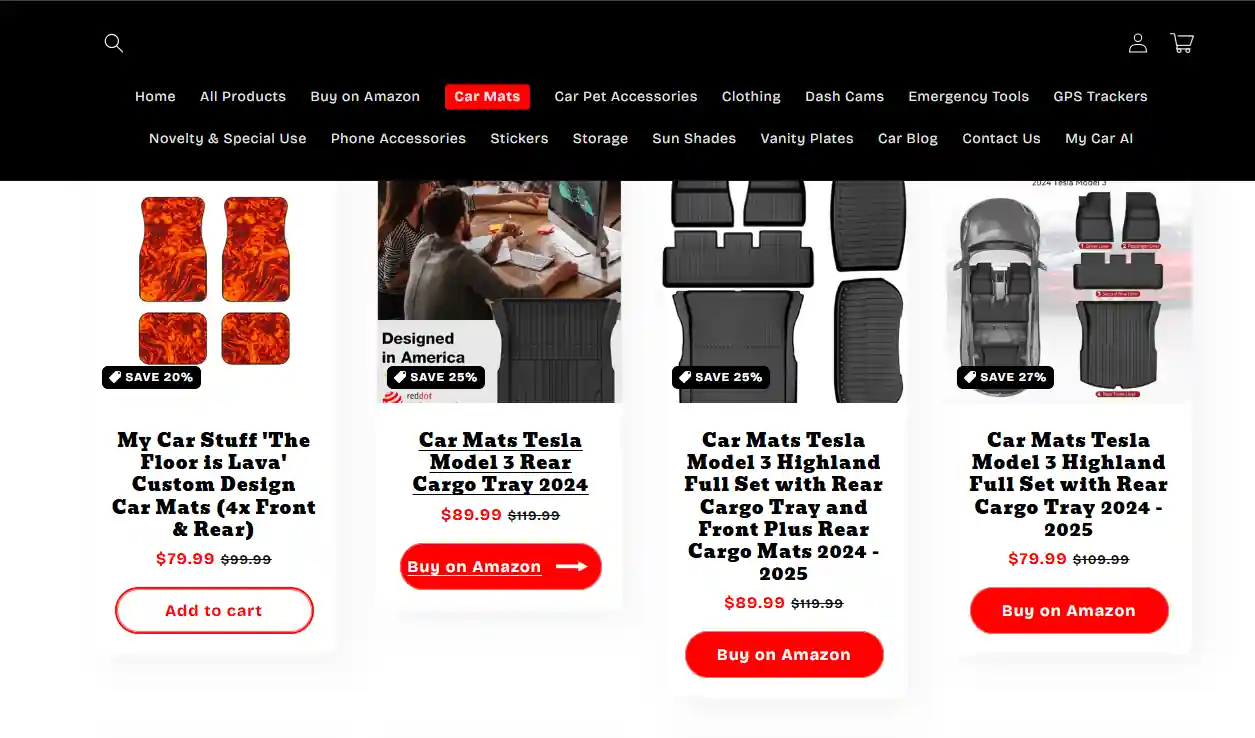 Home All Products Buy on Amazon Car Mats Car Pet Accessories Clothing Dash Cams Emergency Tools GPS Trackers
Novelty & Special Use Phone Accessories Stickers Storage Sun Shades Vanity Plates Car Blog Contact Us My Car AI
SAVE 20%
My Car Stuff 'The
Floor is Lava'
Custom Design
Car Mats (4x Front
& Rear)
$79.99 $99.99
Add to cart
Designed
in America
reddot
SAVE 25%
Car Mats Tesla
Model 3 Rear
Cargo Tray 2024
$89.99 $119.99
Buy on Amazon
SAVE 25%
Car Mats Tesla
Model 3 Highland
Full Set with Rear
Cargo Tray and
Front Plus Rear
Cargo Mats 2024 -
2025
$89.99 $119.99
Buy on Amazon
2024 Tesla Model 3
SAVE 27%
Car Mats Tesla
Model 3 Highland
Full Set with Rear
Cargo Tray 2024 -
2025
$79.99 $109.99
Buy on Amazon